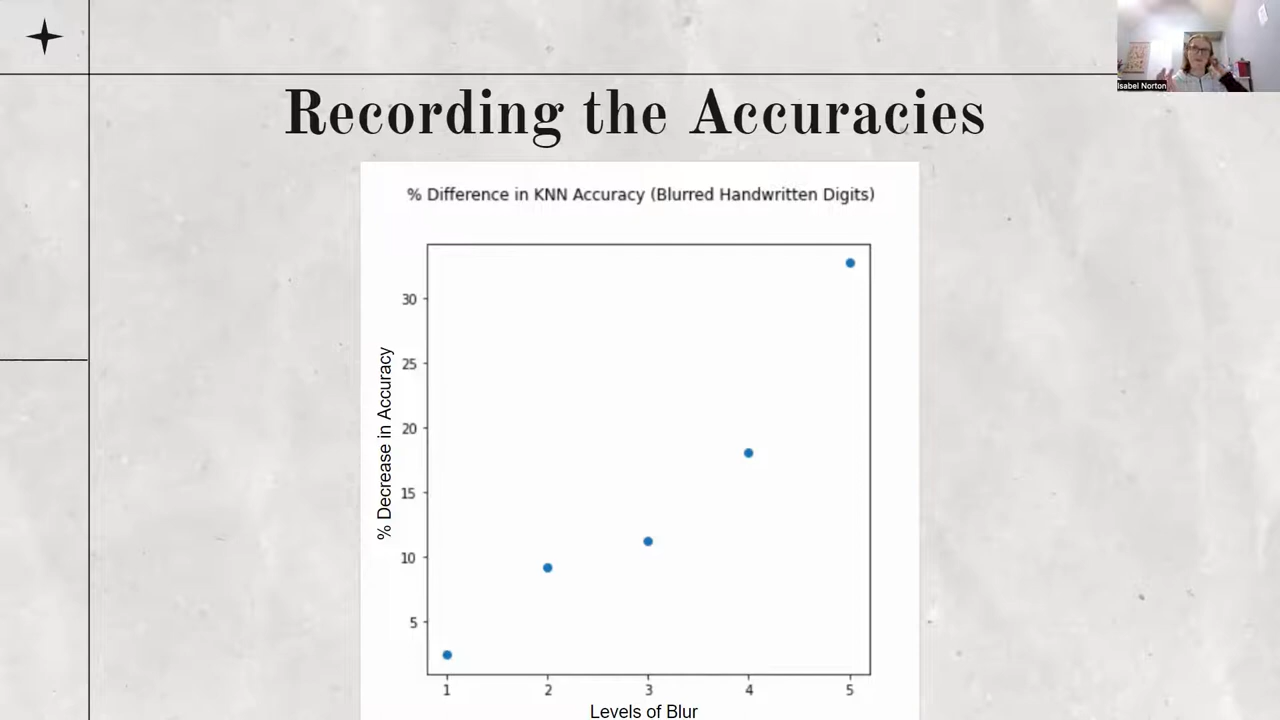 Recording the Accuracies
Isabel Norton
% Difference in KNN Accuracy (Blurred Handwritten Digits)
% Decrease in Accuracy
30
25
20
15
10
5
1 2 3 4 5
Levels of Blur